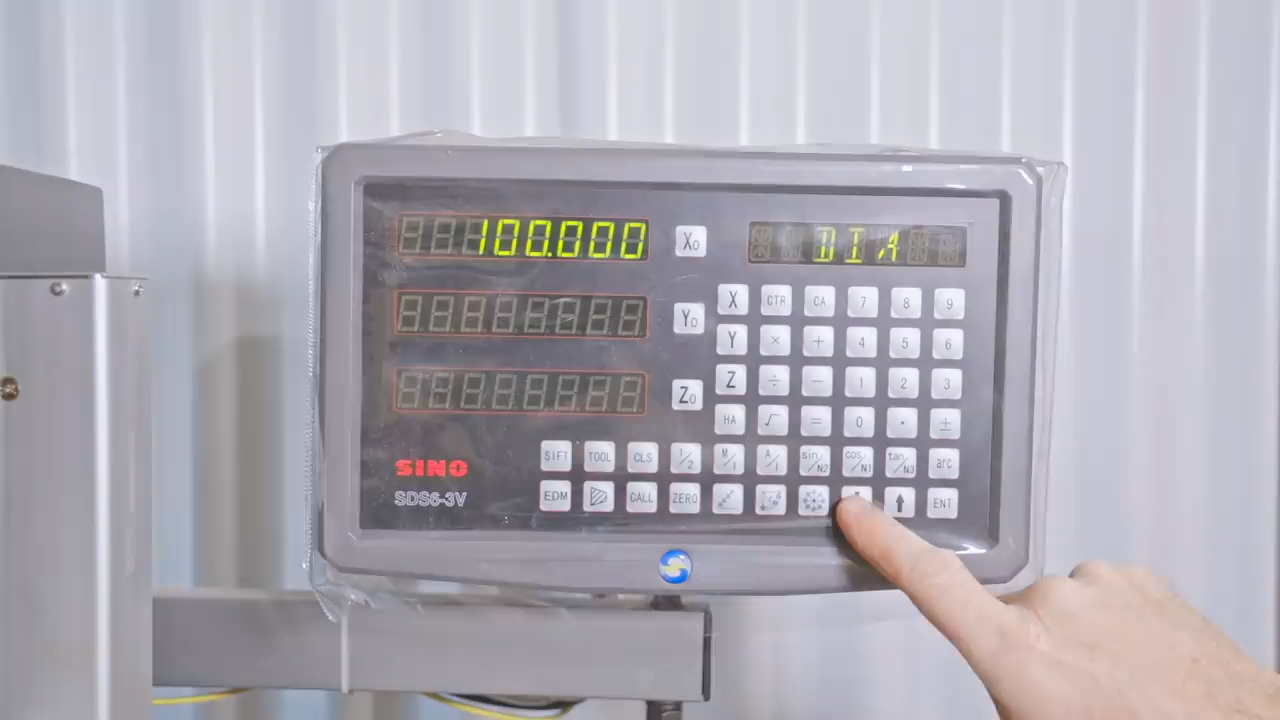 100.000 X₀ DIA
Y₀
Z₀
X CTR CA 7 8 9
Y × + 4 5 6
Z ÷ − 1 2 3
HA √ = 0 . ±
SIFT TOOL CLS 1/2 M/I A/I sin/N2 cos/N1 tan/N3 arc
EDM CALL ZERO ⬆ ENT
SINO
SDS6-3V